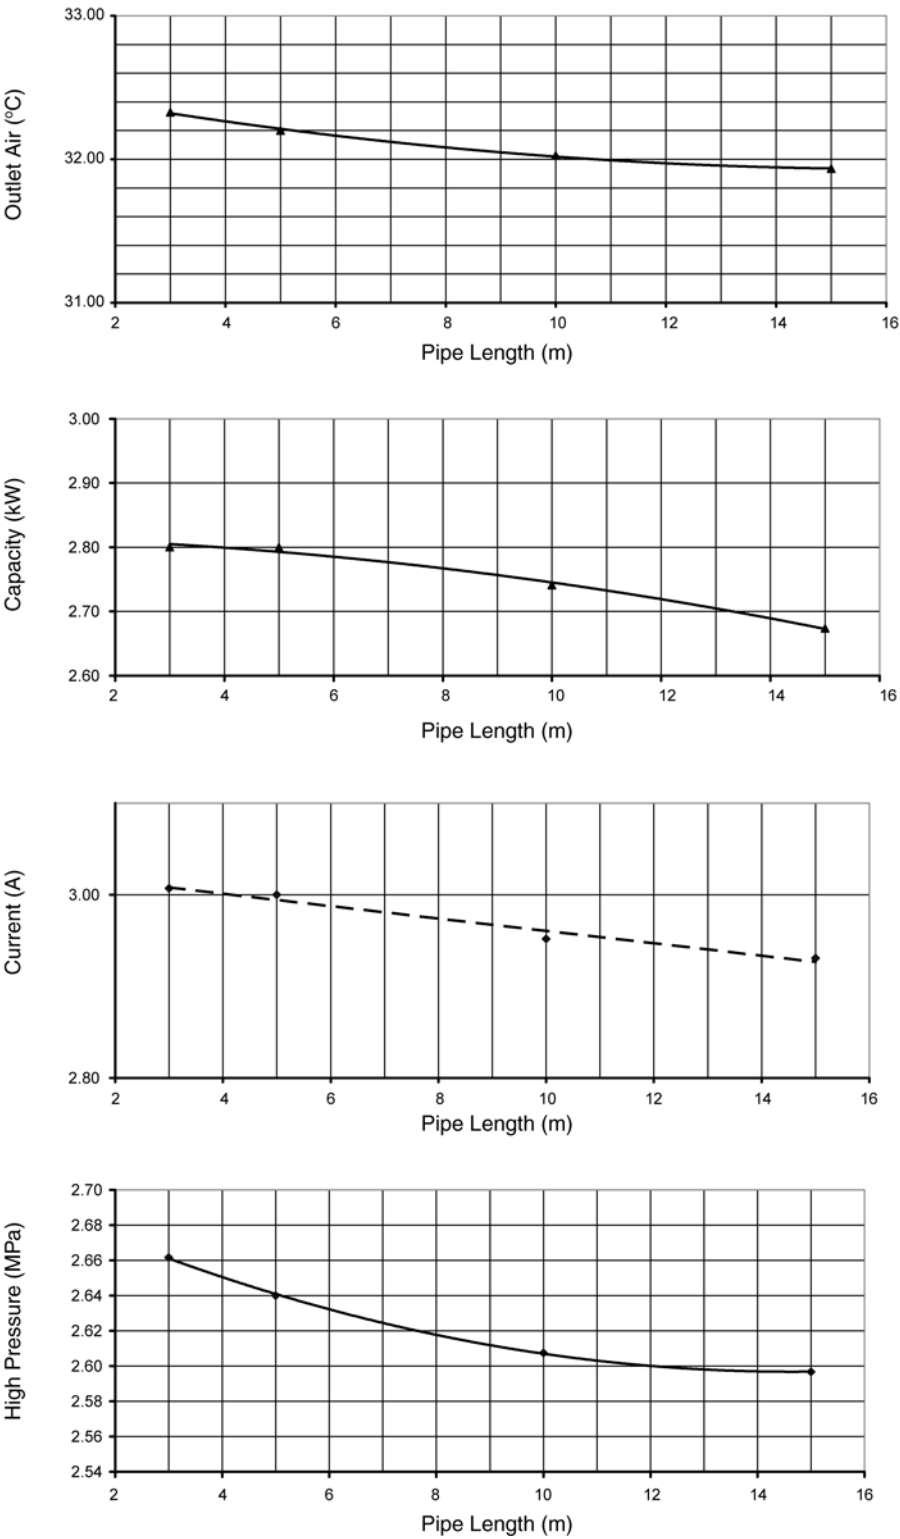 33.00
32.00
31.00
Outlet Air (ºC)
2 4 6 8 10 12 14 16
Pipe Length (m)
3.00
2.90
2.80
2.70
2.60
Capacity (kW)
2 4 6 8 10 12 14 16
Pipe Length (m)
3.00
2.80
Current (A)
2 4 6 8 10 12 14 16
Pipe Length (m)
2.70
2.68
2.66
2.64
2.62
2.60
2.58
2.56
2.54
High Pressure (MPa)
2 4 6 8 10 12 14 16
Pipe Length (m)